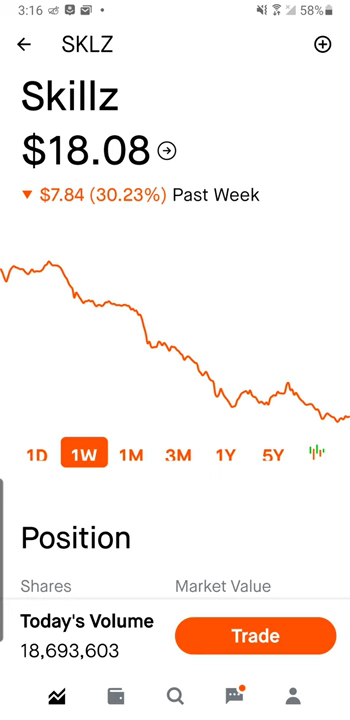 3:16 58%
SKLZ
Skillz
$18.08
▼ $7.84 (30.23%) Past Week
1D 1W 1M 3M 1Y 5Y
Position
Shares Market Value
Today's Volume
18,693,603
Trade